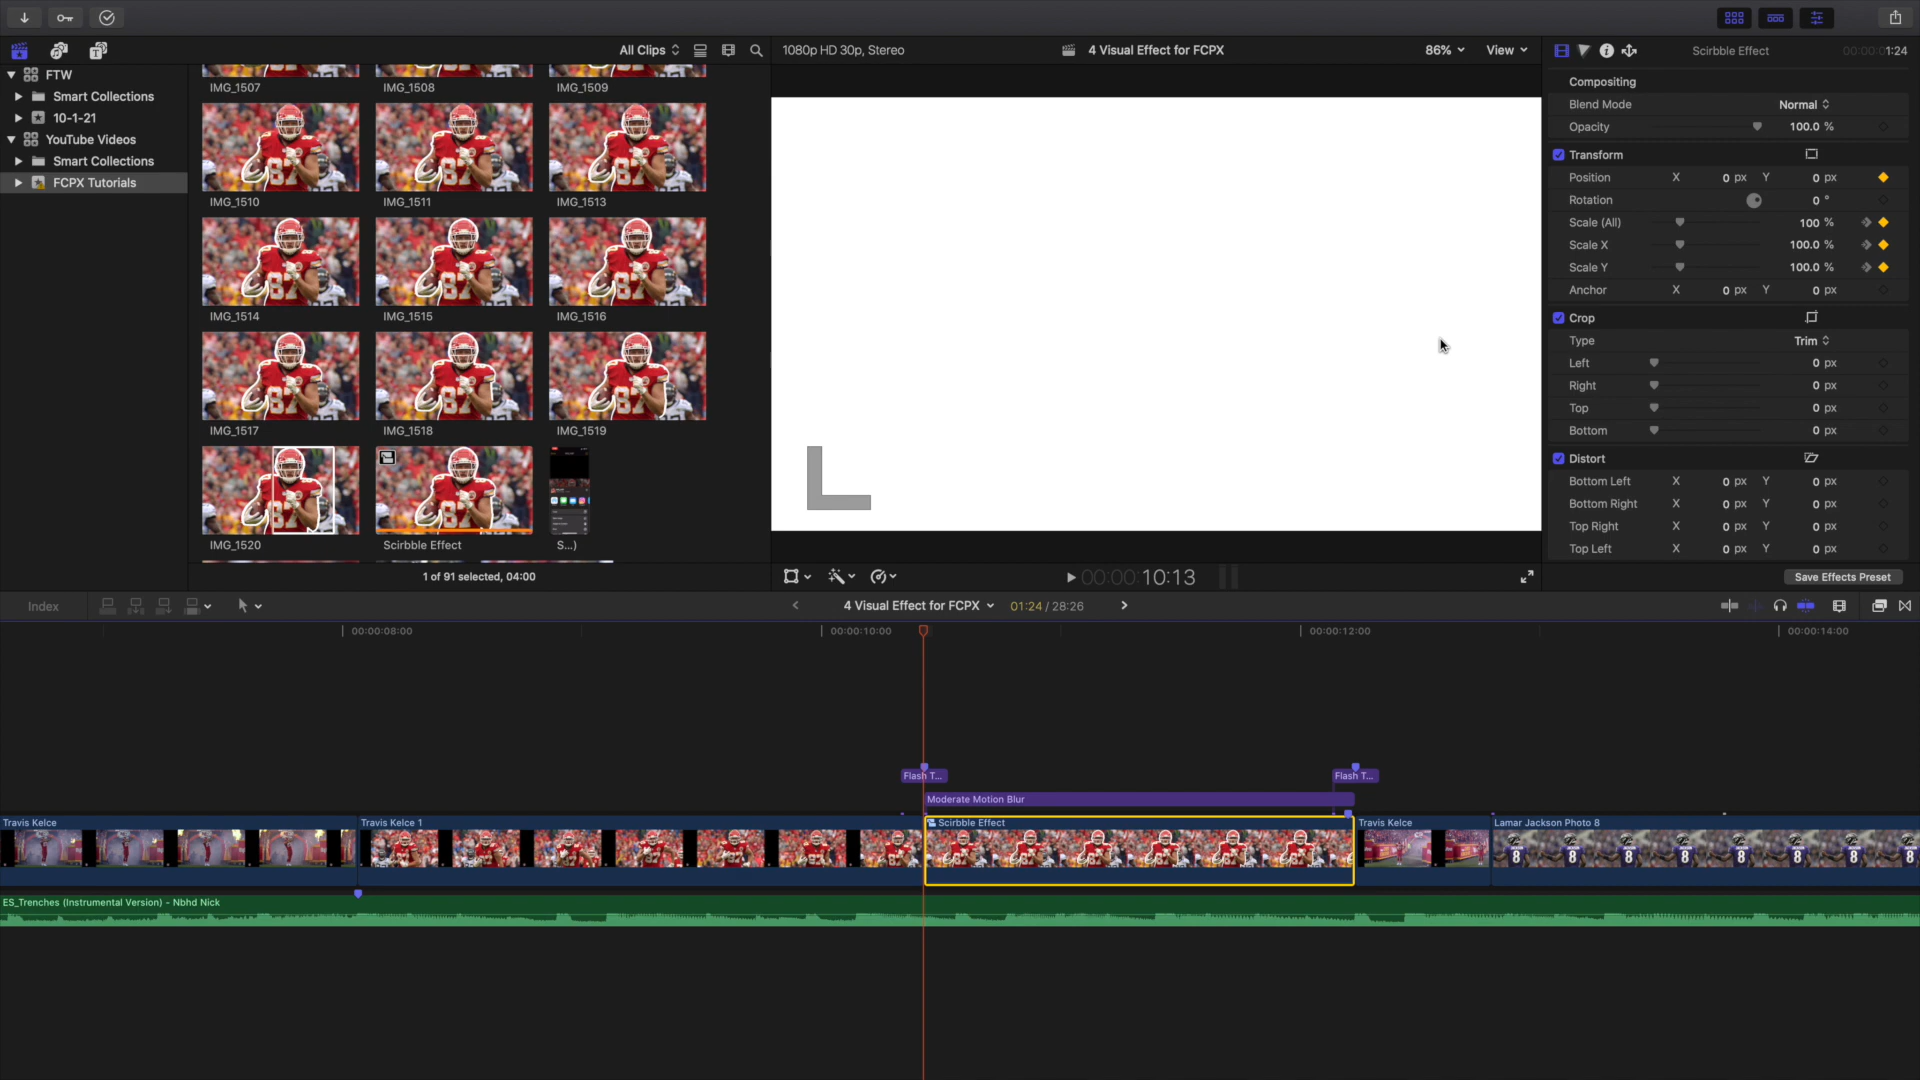 All Clips
1080p HD 30p, Stereo
4 Visual Effect for FCPX
86%
View
Scirbble Effect
00:00:01:24
FTW
Smart Collections
10-1-21
YouTube Videos
Smart Collections
FCPX Tutorials
IMG_1507
IMG_1508
IMG_1509
IMG_1510
IMG_1511
IMG_1513
IMG_1514
IMG_1515
IMG_1516
IMG_1517
IMG_1518
IMG_1519
IMG_1520
Scirbble Effect
S...)
1 of 91 selected, 04:00
00:00:10:13
Compositing
Blend Mode Normal
Opacity 100.0 %
Transform
Position X 0 px Y 0 px
Rotation 0 °
Scale (All) 100 %
Scale X 100.0 %
Scale Y 100.0 %
Anchor X 0 px Y 0 px
Crop
Type Trim
Left 0 px
Right 0 px
Top 0 px
Bottom 0 px
Distort
Bottom Left X 0 px Y 0 px
Bottom Right X 0 px Y 0 px
Top Right X 0 px Y 0 px
Top Left X 0 px Y 0 px
Save Effects Preset
Index
4 Visual Effect for FCPX
01:24 / 28:26
00:00:08:00
00:00:10:00
00:00:12:00
00:00:14:00
Flash T...
Flash T...
Moderate Motion Blur
Travis Kelce
Travis Kelce 1
Scirbble Effect
Travis Kelce
Lamar Jackson Photo 8
ES_Trenches (Instrumental Version) - Nbhd Nick